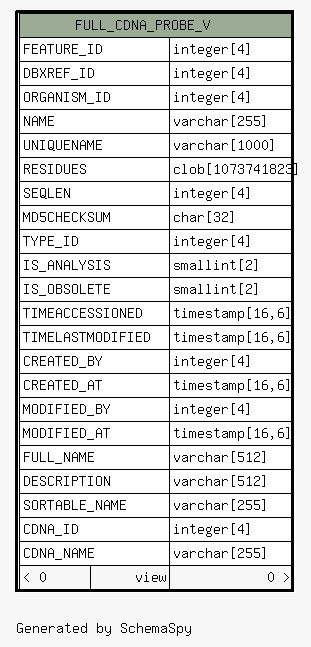 FULL_CDNA_PROBE_V
FEATURE_ID integer[4]
DBXREF_ID integer[4]
ORGANISM_ID integer[4]
NAME varchar[255]
UNIQUENAME varchar[1000]
RESIDUES clob[1073741823]
SEQLEN integer[4]
MD5CHECKSUM char[32]
TYPE_ID integer[4]
IS_ANALYSIS smallint[2]
IS_OBSOLETE smallint[2]
TIMEACCESSIONED timestamp[16,6]
TIMELASTMODIFIED timestamp[16,6]
CREATED_BY integer[4]
CREATED_AT timestamp[16,6]
MODIFIED_BY integer[4]
MODIFIED_AT timestamp[16,6]
FULL_NAME varchar[512]
DESCRIPTION varchar[512]
SORTABLE_NAME varchar[255]
CDNA_ID integer[4]
CDNA_NAME varchar[255]
< 0 view 0 >
Generated by SchemaSpy